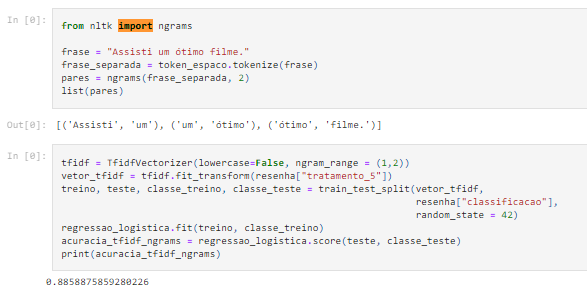 In [0]:
from nltk import ngrams
frase = "Assisti um ótimo filme."
frase_separada = token_espaco.tokenize(frase)
pares = ngrams(frase_separada, 2)
list(pares)
Out[0]: [('Assisti', 'um'), ('um', 'ótimo'), ('ótimo', 'filme.')]
In [0]:
tfidf = TfidfVectorizer(lowercase=False, ngram_range = (1,2))
vetor_tfidf = tfidf.fit_transform(resenha["tratamento_5"])
treino, teste, classe_treino, classe_teste = train_test_split(vetor_tfidf,
resenha["classificacao"],
random_state = 42)
regressao_logistica.fit(treino, classe_treino)
acuracia_tfidf_ngrams = regressao_logistica.score(teste, classe_teste)
print(acuracia_tfidf_ngrams)
0.8858875859280226